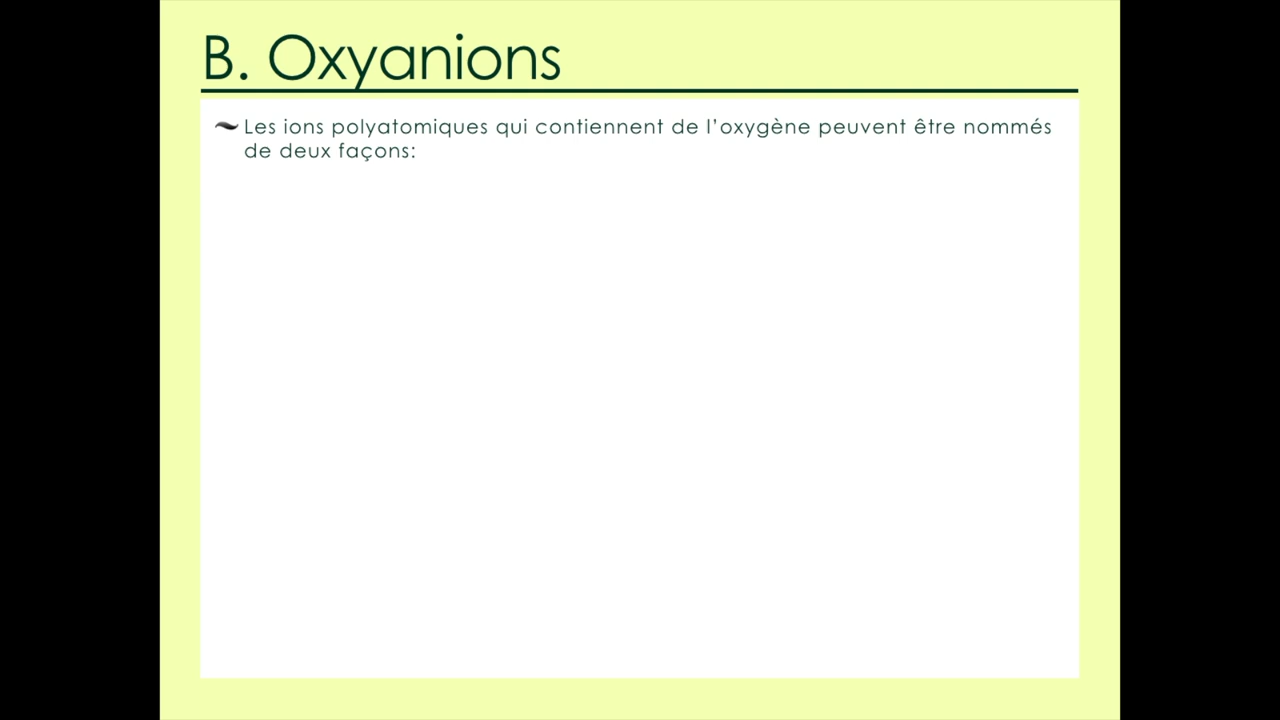 B. Oxyanions
Les ions polyatomiques qui contiennent de l’oxygène peuvent être nommés
de deux façons: